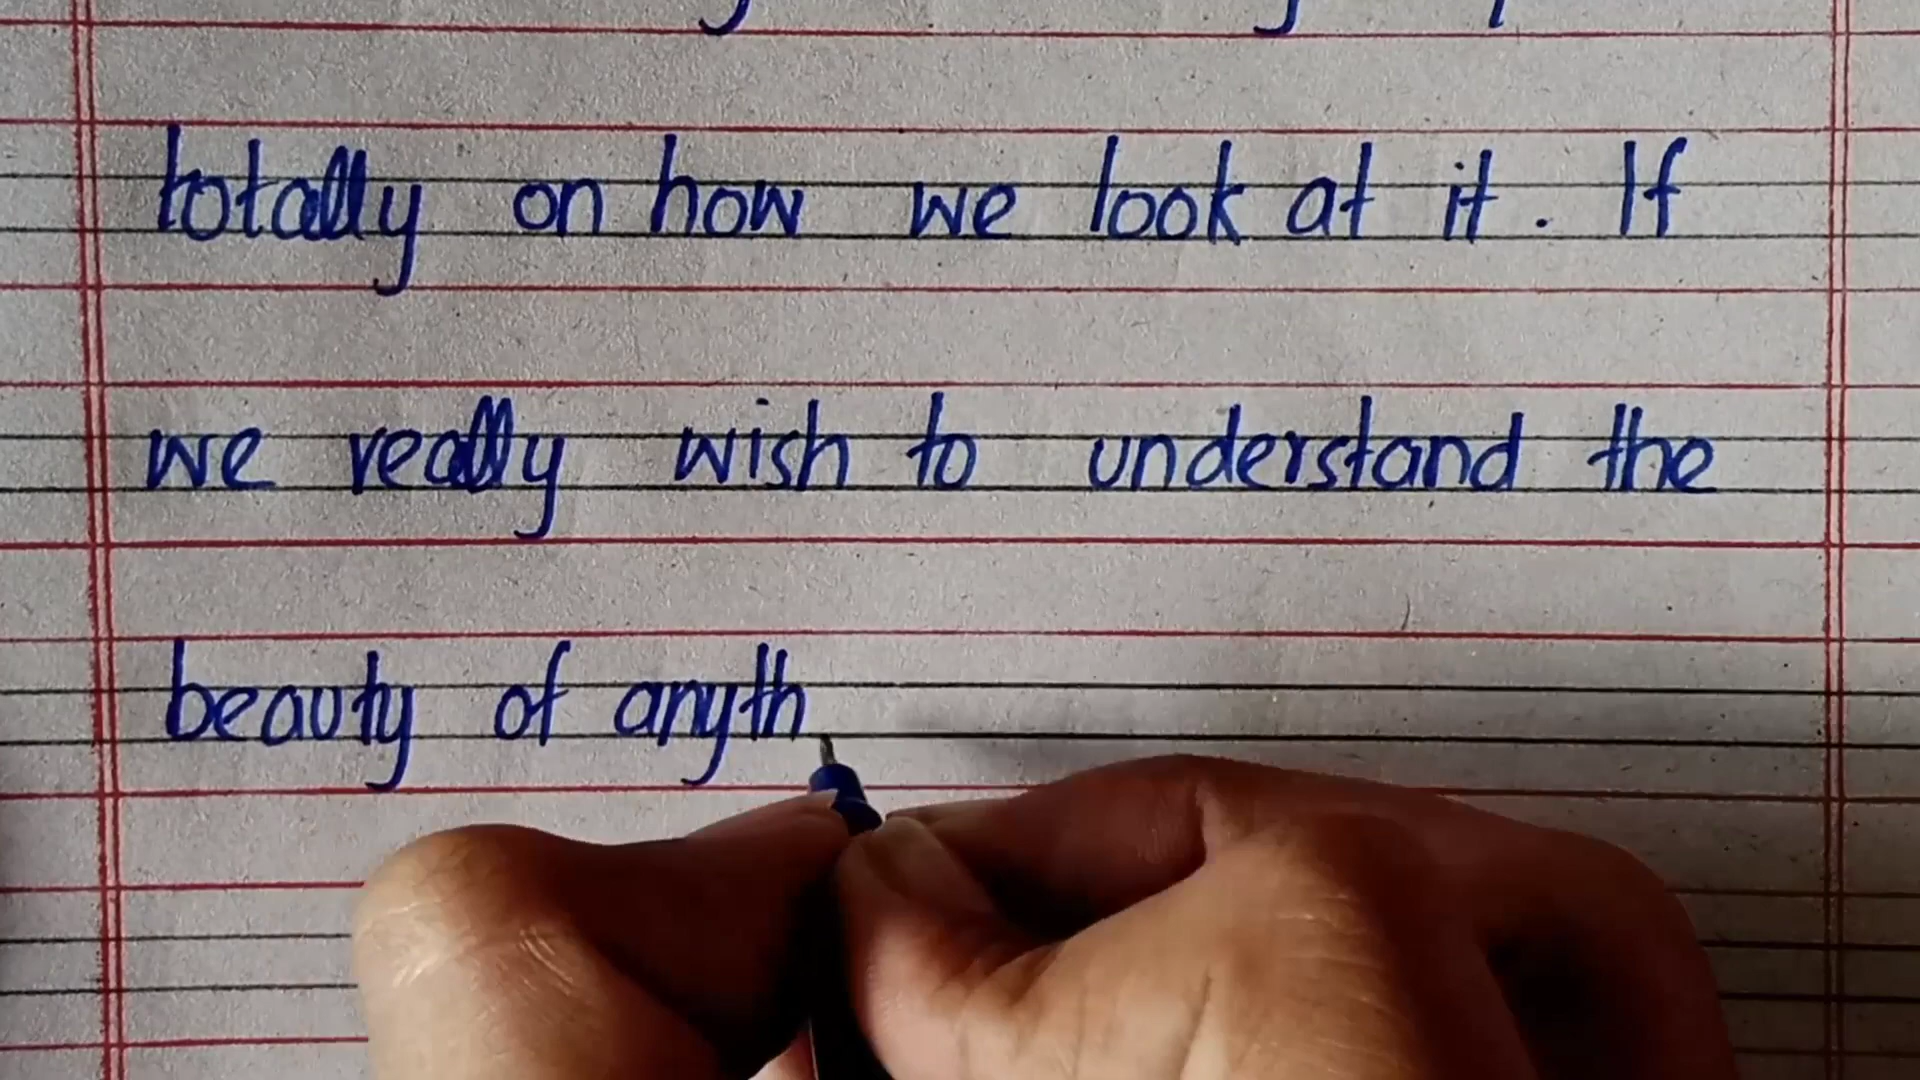 totally on how we look at it. If
we really wish to understand the
beauty of anyth